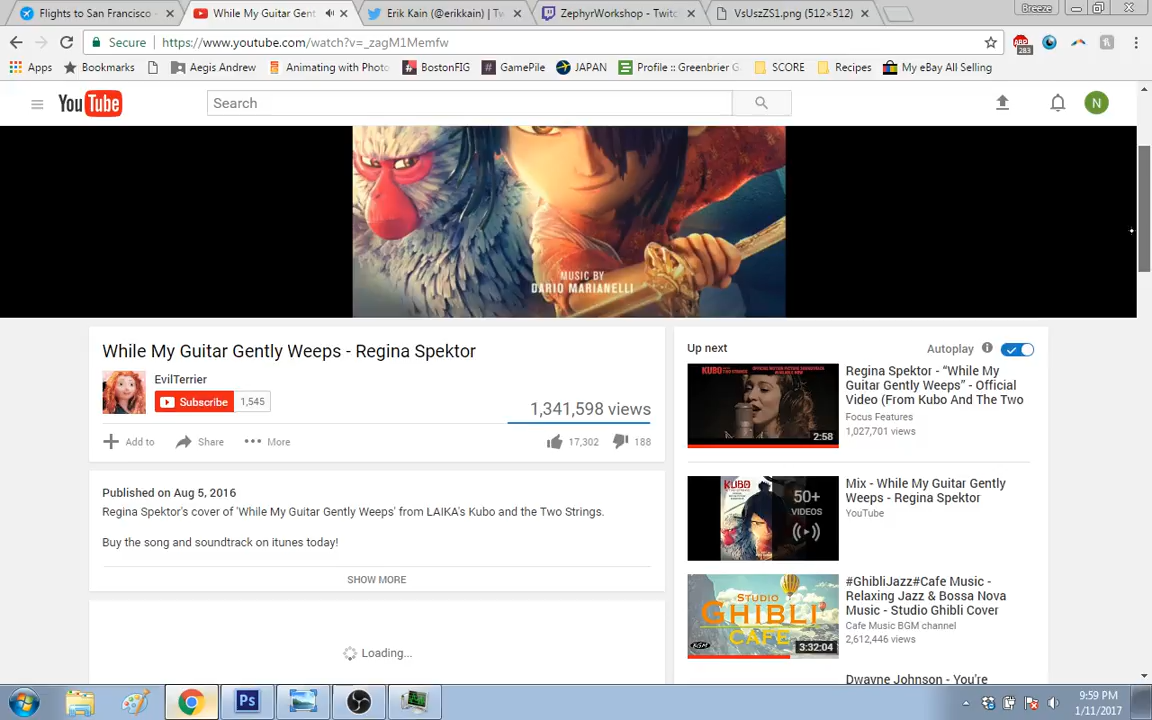 Flights to San Francisco
While My Guitar Gent
Erik Kain (@erikkain) | Tw
ZephyrWorkshop - Twitc
VsUszZS1.png (512×512)
Breeze
Secure
https://www.youtube.com/watch?v=_zagM1Memfw
ABP
283
Apps
Bookmarks
Aegis Andrew
Animating with Photo
BostonFIG
GamePile
JAPAN
Profile :: Greenbrier G
SCORE
Recipes
My eBay All Selling
YouTube
Search
N
MUSIC BY
DARIO MARIANELLI
While My Guitar Gently Weeps - Regina Spektor
EvilTerrier
Subscribe
1,545
1,341,598 views
Add to
Share
More
17,302
188
Published on Aug 5, 2016
Regina Spektor's cover of 'While My Guitar Gently Weeps' from LAIKA's Kubo and the Two Strings.
Buy the song and soundtrack on itunes today!
SHOW MORE
Loading...
Up next
Autoplay
KUBO
2:58
Regina Spektor - “While My
Guitar Gently Weeps” - Official
Video (From Kubo And The Two
Focus Features
1,027,701 views
KUBO
50+
VIDEOS
Mix - While My Guitar Gently
Weeps - Regina Spektor
YouTube
STUDIO
GHIBLI
CAFE
BGM
3:32:04
#GhibliJazz#Cafe Music -
Relaxing Jazz & Bossa Nova
Music - Studio Ghibli Cover
Cafe Music BGM channel
2,612,446 views
Dwayne Johnson - You're
Ps
9:59 PM
1/11/2017